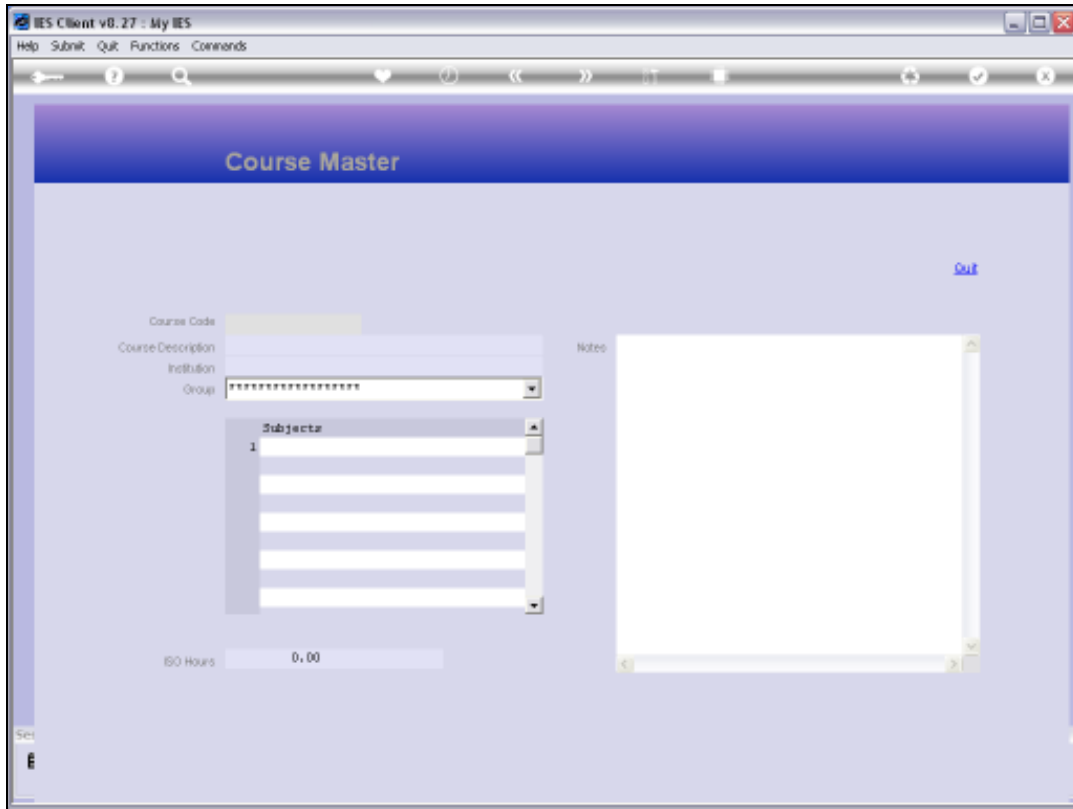 IES Client v8.27 : My IES
Help Submit Quit Functions Commands
Course Master
Quit
Course Code
Course Description
Notes
Institution
Group ******************
Subjects
1
ISO Hours 0.00